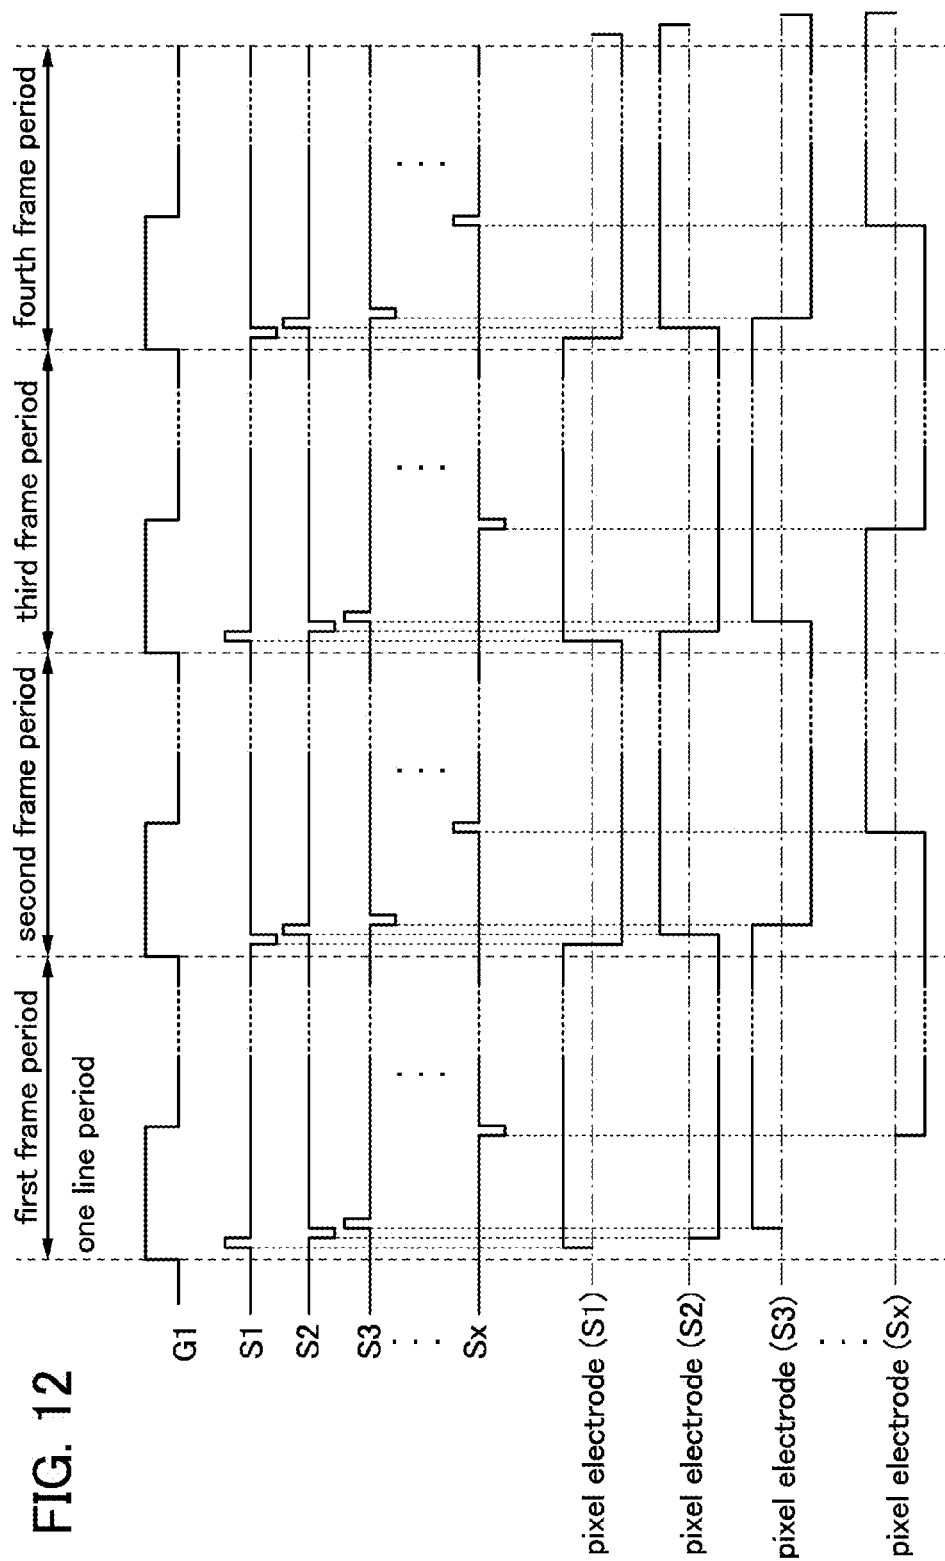 FIG. 12
first frame period
second frame period
third frame period
fourth frame period
one line period
G1
S1
S2
S3
. . .
. . .
. . .
. . .
. . .
Sx
pixel electrode (S1)
pixel electrode (S2)
pixel electrode (S3)
. . .
pixel electrode (Sx)